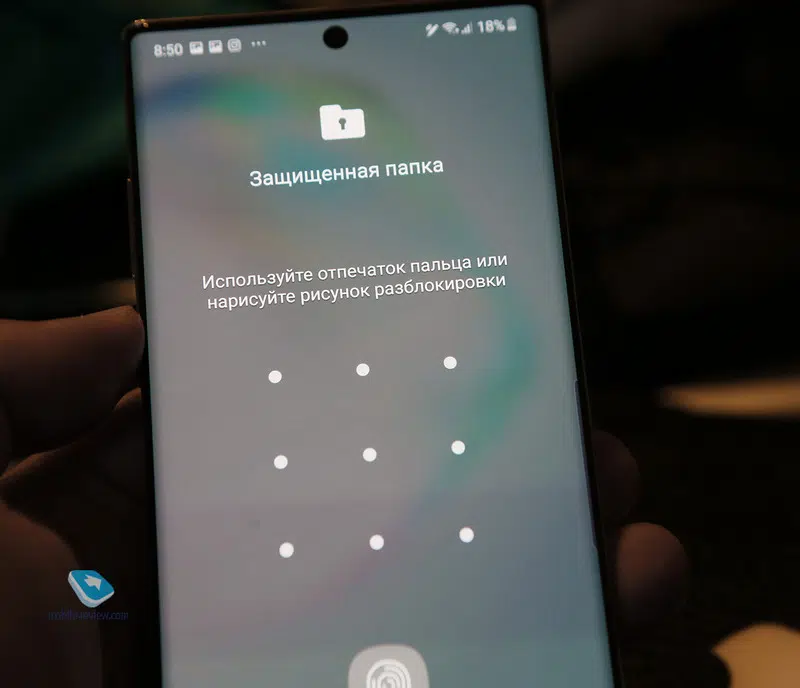 8:50
18%
Защищенная папка
Используйте отпечаток пальца или
нарисуйте рисунок разблокировки